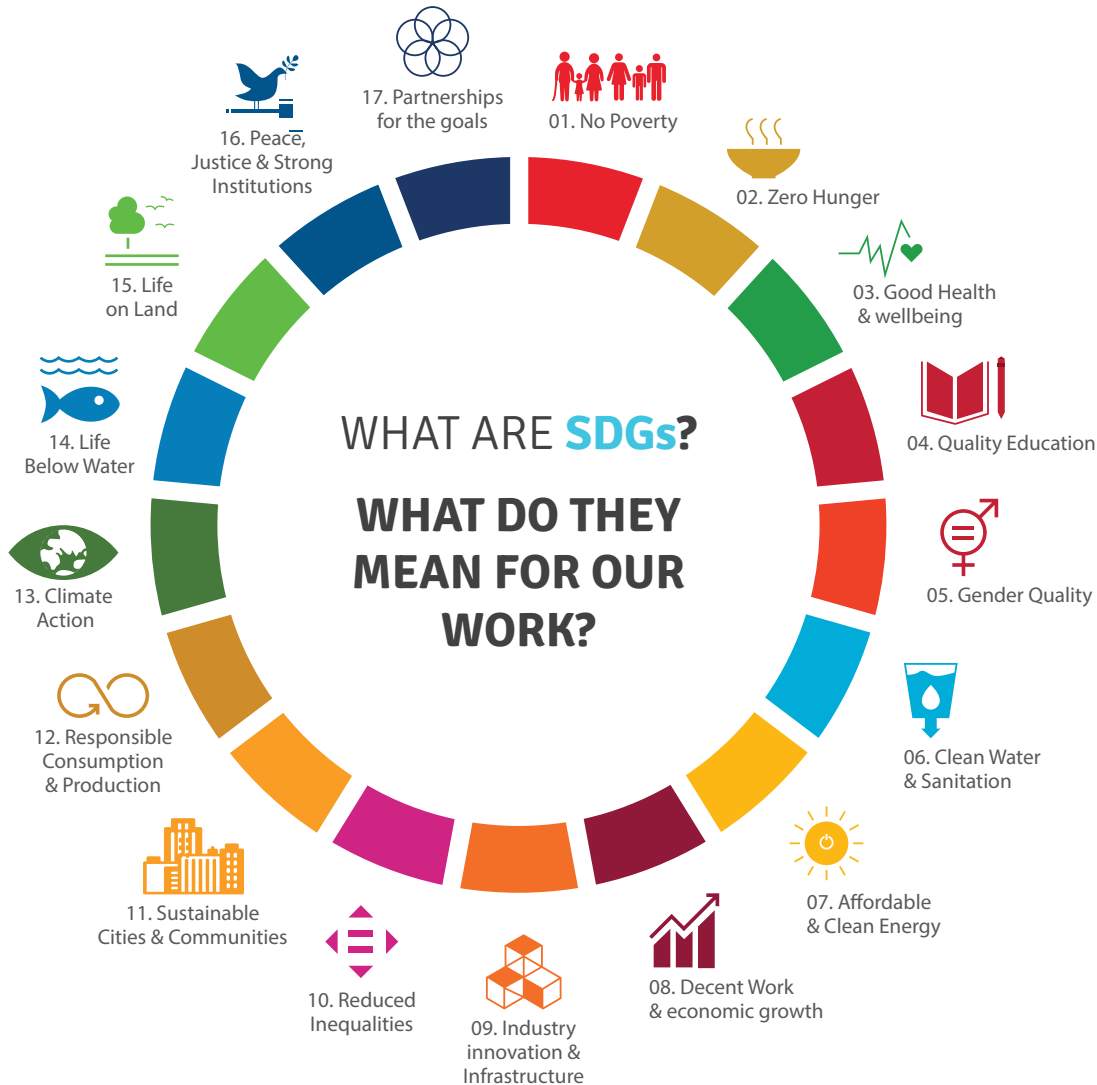 WHAT ARE SDGs?
WHAT DO THEY
MEAN FOR OUR
WORK?
01. No Poverty
02. Zero Hunger
03. Good Health
& wellbeing
04. Quality Education
05. Gender Quality
06. Clean Water
& Sanitation
07. Affordable
& Clean Energy
08. Decent Work
& economic growth
09. Industry
innovation &
Infrastructure
10. Reduced
Inequalities
11. Sustainable
Cities & Communities
12. Responsible
Consumption
& Production
13. Climate
Action
14. Life
Below Water
15. Life
on Land
16. Peace,
Justice & Strong
Institutions
17. Partnerships
for the goals